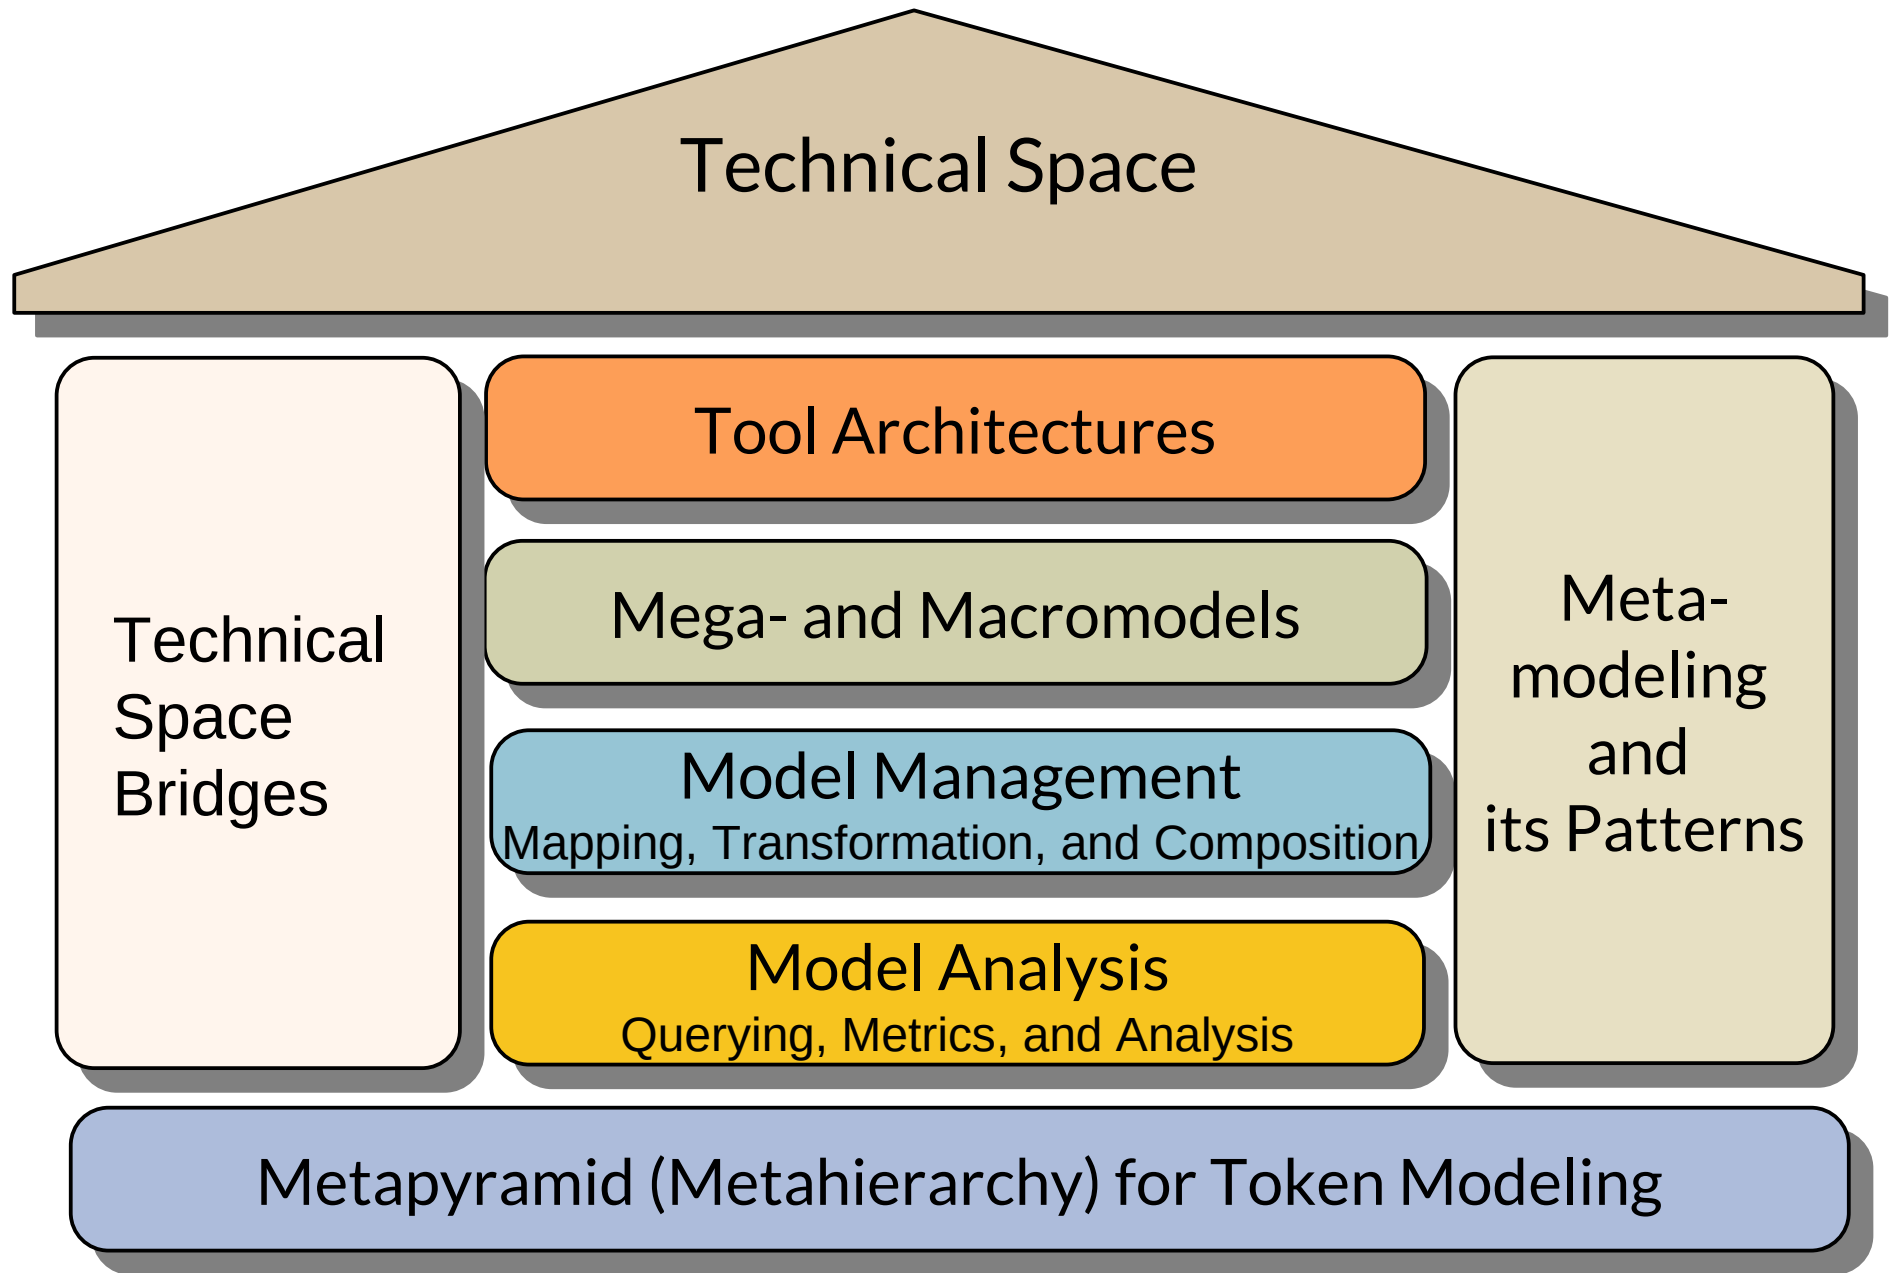 Technical Space
Technical
Space
Bridges
Tool Architectures
Mega- and Macromodels
Model Management
Mapping, Transformation, and Composition
Model Analysis
Querying, Metrics, and Analysis
Meta-
modeling
and
its Patterns
Metapyramid (Metahierarchy) for Token Modeling